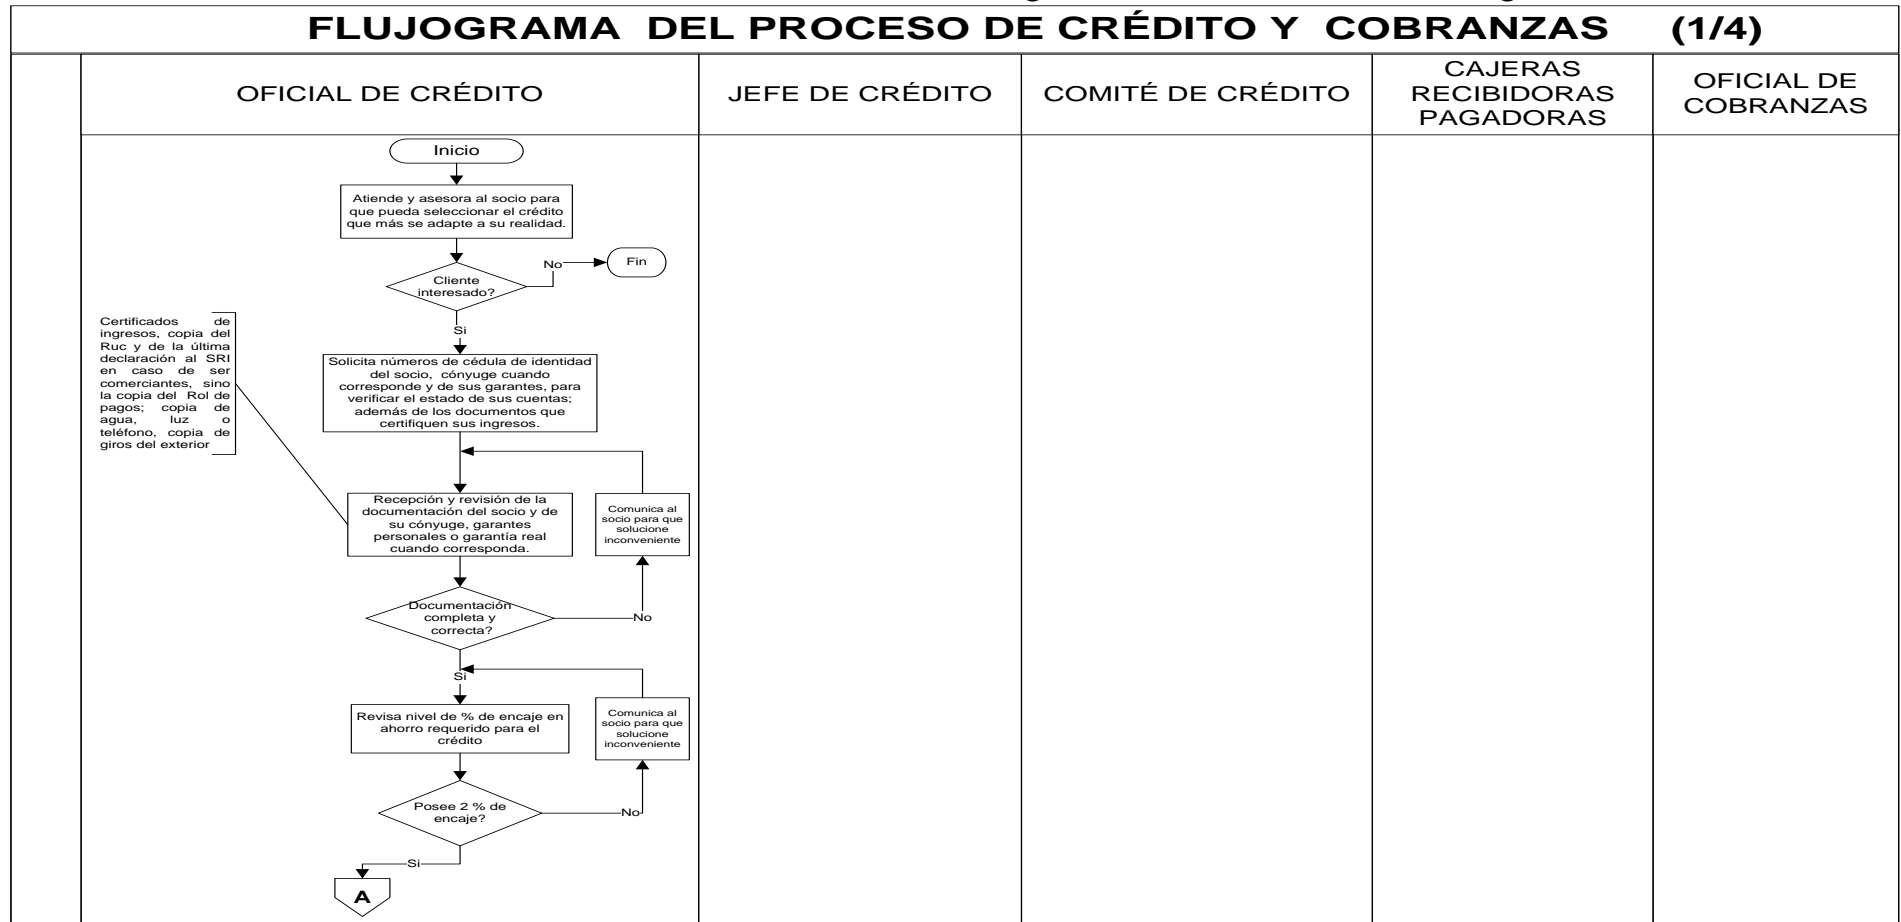 FLUJOGRAMA DEL PROCESO DE CRÉDITO Y COBRANZAS (1/4)
OFICIAL DE CRÉDITO
JEFE DE CRÉDITO
COMITÉ DE CRÉDITO
CAJERAS
RECIBIDORAS
PAGADORAS
OFICIAL DE
COBRANZAS
Inicio
Atiende y asesora al socio para
que pueda seleccionar el crédito
que más se adapte a su realidad.
Cliente
interesado?
No
Fin
Si
Certificados de
ingresos, copia del
Ruc y de la última
declaración al SRI
en caso de ser
comerciantes, sino
la copia del Rol de
pagos; copia de
agua, luz o
teléfono, copia de
giros del exterior
Solicita números de cédula de identidad
del socio, cónyuge cuando
corresponde y de sus garantes, para
verificar el estado de sus cuentas;
además de los documentos que
certifiquen sus ingresos.
Recepción y revisión de la
documentación del socio y de
su cónyuge, garantes
personales o garantía real
cuando corresponda.
Comunica al
socio para que
solucione
inconveniente
Documentación
completa y
correcta?
No
Si
Revisa nivel de % de encaje en
ahorro requerido para el
crédito
Comunica al
socio para que
solucione
inconveniente
Posee 2 % de
encaje?
No
Si
A